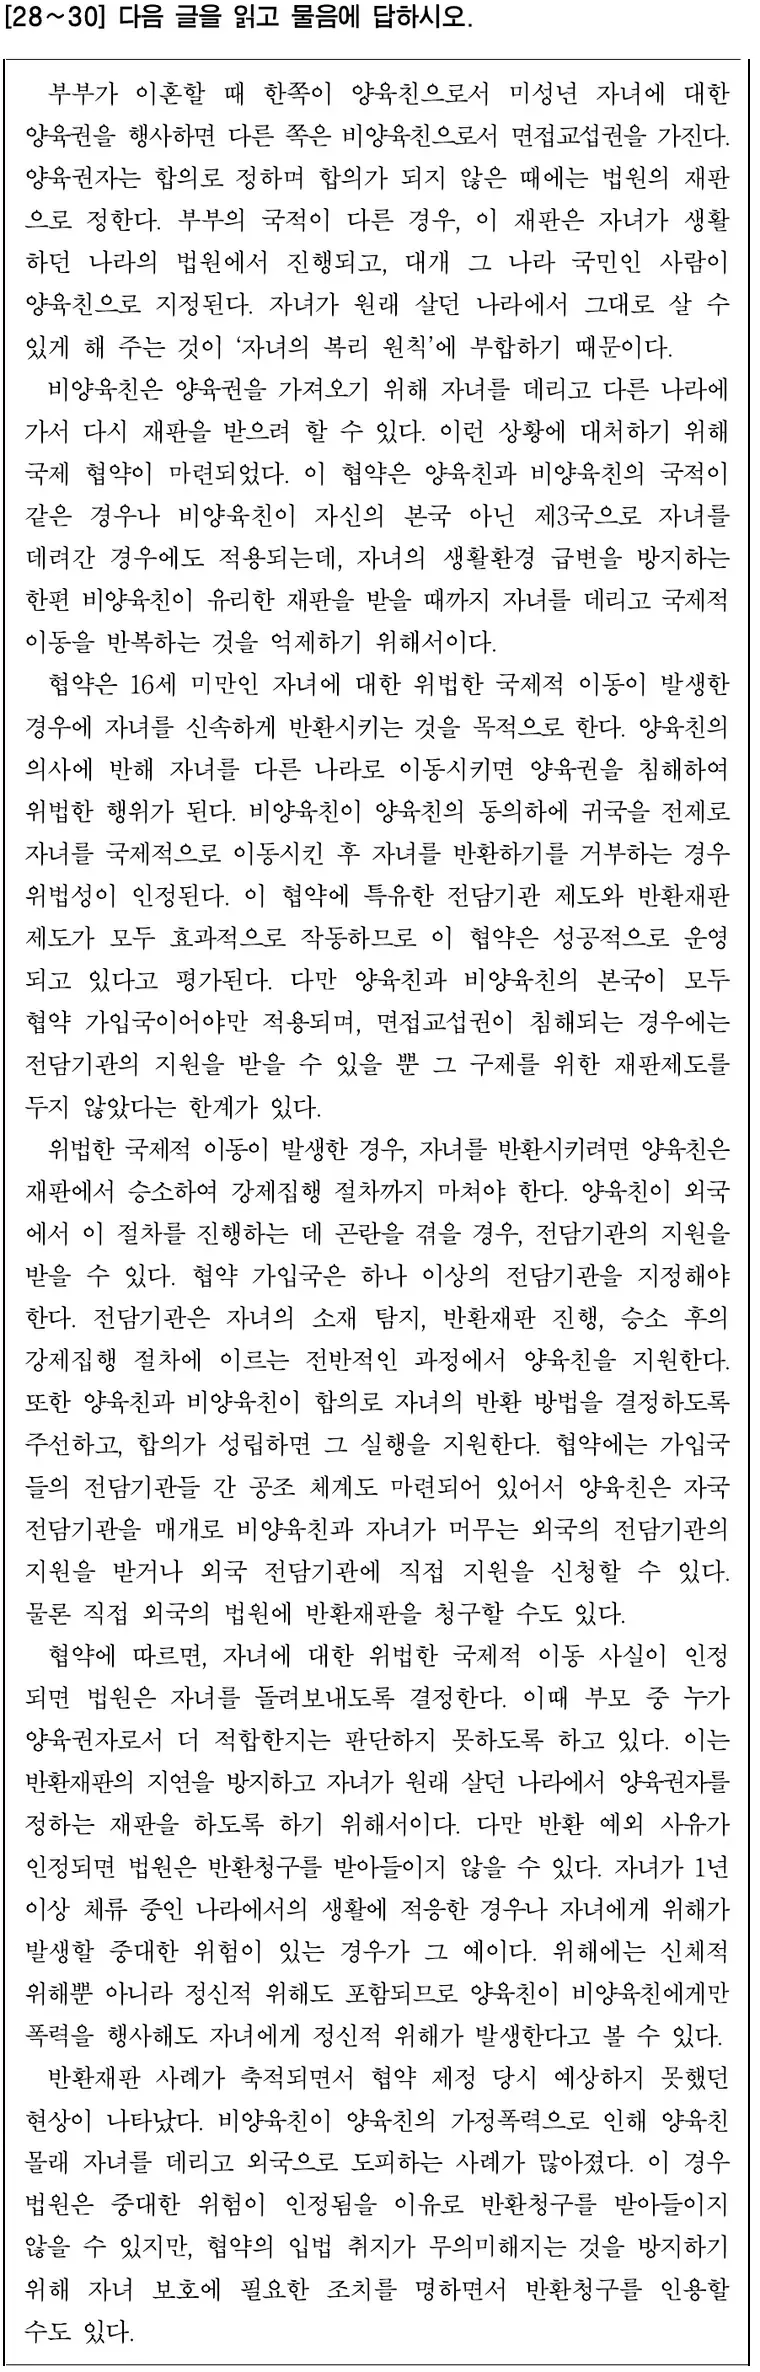 [28～30] 다음 글을 읽고 물음에 답하시오.
부부가 이혼할 때 한쪽이 양육친으로서 미성년 자녀에 대한
양육권을 행사하면 다른 쪽은 비양육친으로서 면접교섭권을 가진다.
양육권자는 합의로 정하며 합의가 되지 않은 때에는 법원의 재판
으로 정한다. 부부의 국적이 다른 경우, 이 재판은 자녀가 생활
하던 나라의 법원에서 진행되고, 대개 그 나라 국민인 사람이
양육친으로 지정된다. 자녀가 원래 살던 나라에서 그대로 살 수
있게 해 주는 것이 ‘자녀의 복리 원칙’에 부합하기 때문이다.
비양육친은 양육권을 가져오기 위해 자녀를 데리고 다른 나라에
가서 다시 재판을 받으려 할 수 있다. 이런 상황에 대처하기 위해
국제 협약이 마련되었다. 이 협약은 양육친과 비양육친의 국적이
같은 경우나 비양육친이 자신의 본국 아닌 제3국으로 자녀를
데려간 경우에도 적용되는데, 자녀의 생활환경 급변을 방지하는
한편 비양육친이 유리한 재판을 받을 때까지 자녀를 데리고 국제적
이동을 반복하는 것을 억제하기 위해서이다.
협약은 16세 미만인 자녀에 대한 위법한 국제적 이동이 발생한
경우에 자녀를 신속하게 반환시키는 것을 목적으로 한다. 양육친의
의사에 반해 자녀를 다른 나라로 이동시키면 양육권을 침해하여
위법한 행위가 된다. 비양육친이 양육친의 동의하에 귀국을 전제로
자녀를 국제적으로 이동시킨 후 자녀를 반환하기를 거부하는 경우
위법성이 인정된다. 이 협약에 특유한 전담기관 제도와 반환재판
제도가 모두 효과적으로 작동하므로 이 협약은 성공적으로 운영
되고 있다고 평가된다. 다만 양육친과 비양육친의 본국이 모두
협약 가입국이어야만 적용되며, 면접교섭권이 침해되는 경우에는
전담기관의 지원을 받을 수 있을 뿐 그 구제를 위한 재판제도를
두지 않았다는 한계가 있다.
위법한 국제적 이동이 발생한 경우, 자녀를 반환시키려면 양육친은
재판에서 승소하여 강제집행 절차까지 마쳐야 한다. 양육친이 외국
에서 이 절차를 진행하는 데 곤란을 겪을 경우, 전담기관의 지원을
받을 수 있다. 협약 가입국은 하나 이상의 전담기관을 지정해야
한다. 전담기관은 자녀의 소재 탐지, 반환재판 진행, 승소 후의
강제집행 절차에 이르는 전반적인 과정에서 양육친을 지원한다.
또한 양육친과 비양육친이 합의로 자녀의 반환 방법을 결정하도록
주선하고, 합의가 성립하면 그 실행을 지원한다. 협약에는 가입국
들의 전담기관들 간 공조 체계도 마련되어 있어서 양육친은 자국
전담기관을 매개로 비양육친과 자녀가 머무는 외국의 전담기관의
지원을 받거나 외국 전담기관에 직접 지원을 신청할 수 있다.
물론 직접 외국의 법원에 반환재판을 청구할 수도 있다.
협약에 따르면, 자녀에 대한 위법한 국제적 이동 사실이 인정
되면 법원은 자녀를 돌려보내도록 결정한다. 이때 부모 중 누가
양육권자로서 더 적합한지는 판단하지 못하도록 하고 있다. 이는
반환재판의 지연을 방지하고 자녀가 원래 살던 나라에서 양육권자를
정하는 재판을 하도록 하기 위해서이다. 다만 반환 예외 사유가
인정되면 법원은 반환청구를 받아들이지 않을 수 있다. 자녀가 1년
이상 체류 중인 나라에서의 생활에 적응한 경우나 자녀에게 위해가
발생할 중대한 위험이 있는 경우가 그 예이다. 위해에는 신체적
위해뿐 아니라 정신적 위해도 포함되므로 양육친이 비양육친에게만
폭력을 행사해도 자녀에게 정신적 위해가 발생한다고 볼 수 있다.
반환재판 사례가 축적되면서 협약 제정 당시 예상하지 못했던
현상이 나타났다. 비양육친이 양육친의 가정폭력으로 인해 양육친
몰래 자녀를 데리고 외국으로 도피하는 사례가 많아졌다. 이 경우
법원은 중대한 위험이 인정됨을 이유로 반환청구를 받아들이지
않을 수 있지만, 협약의 입법 취지가 무의미해지는 것을 방지하기
위해 자녀 보호에 필요한 조치를 명하면서 반환청구를 인용할
수도 있다.